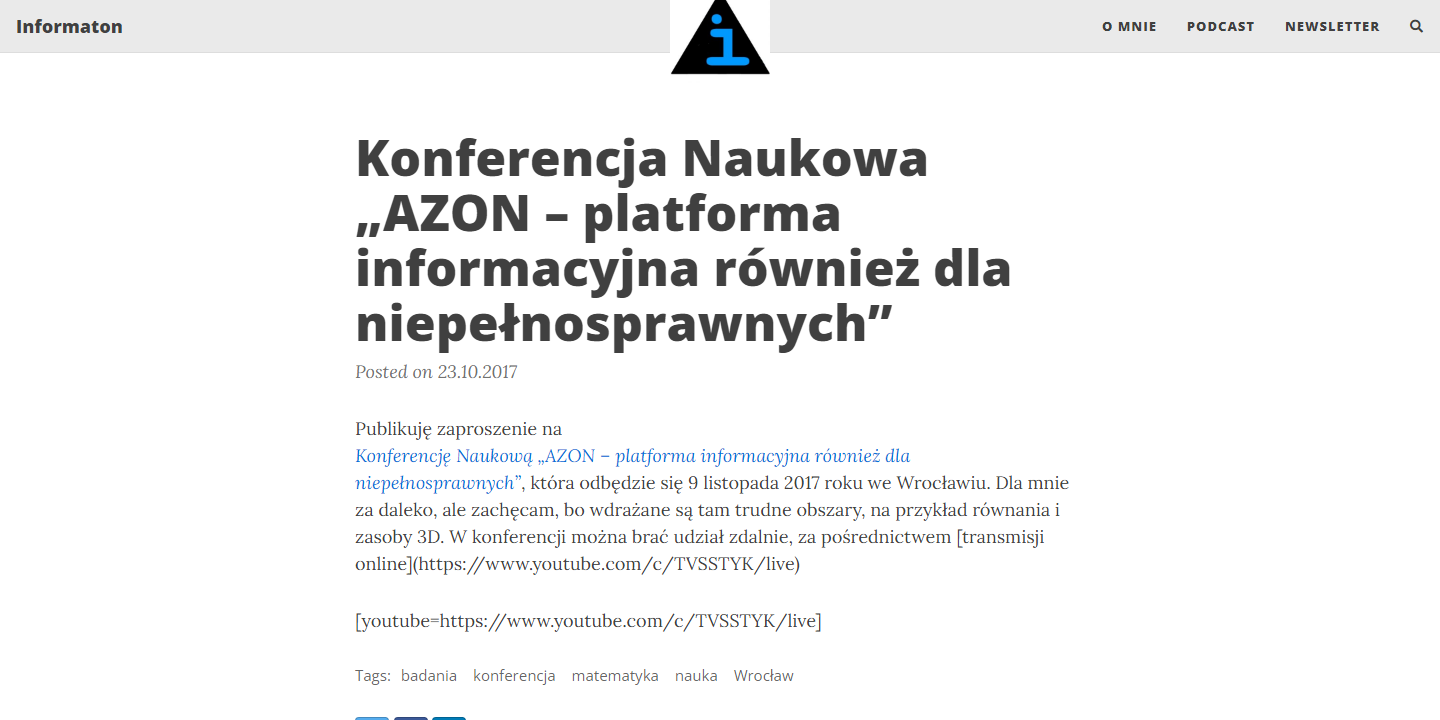 Informaton
i
O MNIE
PODCAST
NEWSLETTER
Konferencja Naukowa
„AZON – platforma
informacyjna również dla
niepełnosprawnych”
Posted on 23.10.2017
Publikuję zaproszenie na
Konferencję Naukową „AZON – platforma informacyjna również dla
niepełnosprawnych”, która odbędzie się 9 listopada 2017 roku we Wrocławiu. Dla mnie
za daleko, ale zachęcam, bo wdrażane są tam trudne obszary, na przykład równania i
zasoby 3D. W konferencji można brać udział zdalnie, za pośrednictwem [transmisji
online](https://www.youtube.com/c/TVSSTYK/live)
[youtube=https://www.youtube.com/c/TVSSTYK/live]
Tags: badania konferencja matematyka nauka Wrocław